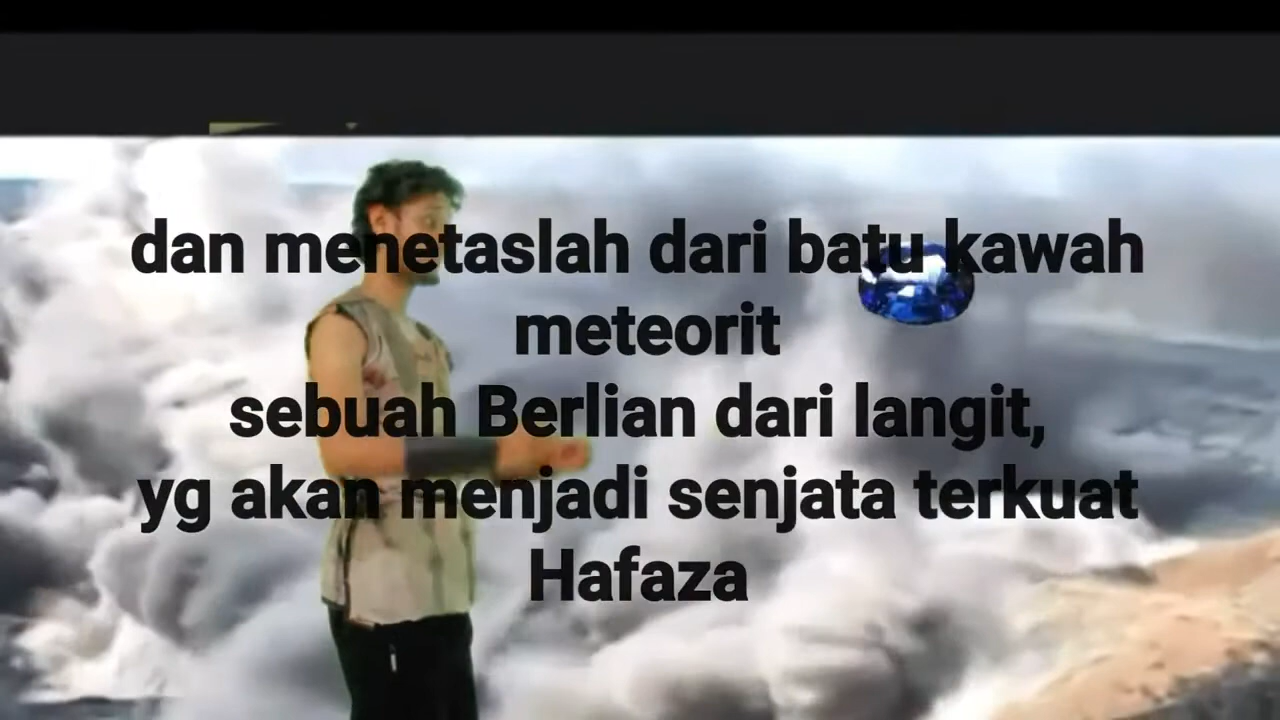 dan menetaslah dari batu kawah
meteorit
sebuah Berlian dari langit,
yg akan menjadi senjata terkuat
Hafaza